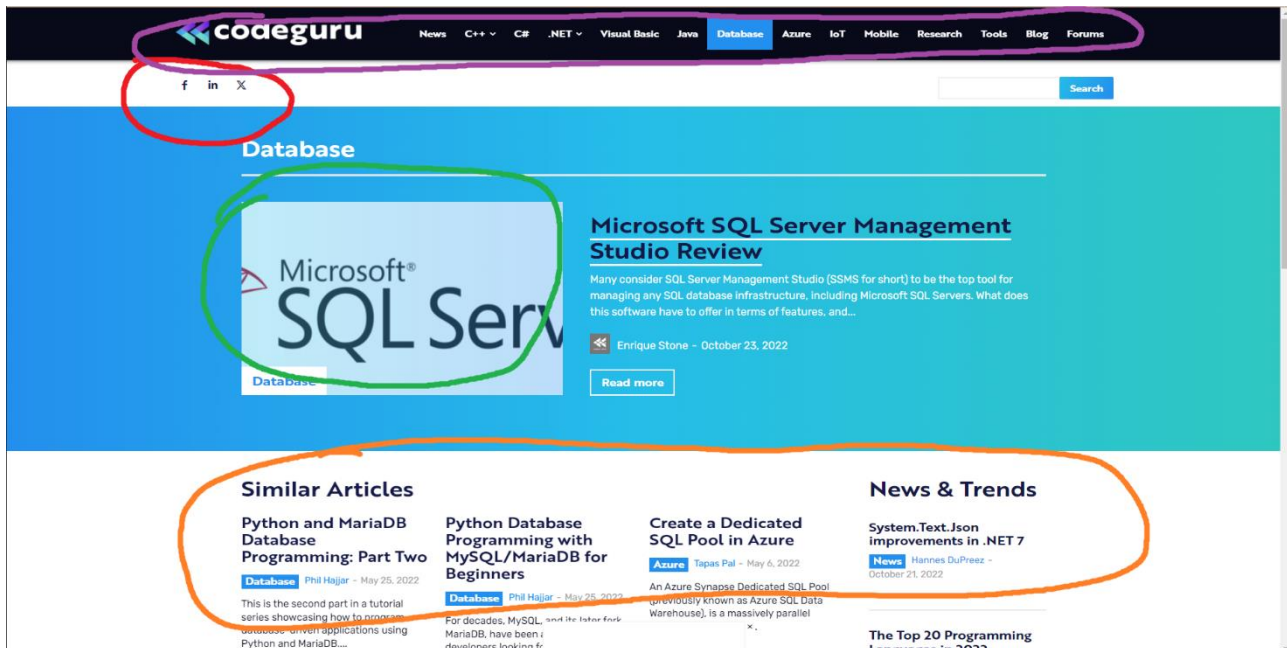 codeguru
News C++ C# .NET Visual Basic Java Database Azure IoT Mobile Research Tools Blog Forums
f in X
Search
Database
Microsoft®
SQL Serv
Database
Microsoft SQL Server Management
Studio Review
Many consider SQL Server Management Studio (SSMS for short) to be the top tool for
managing any SQL database infrastructure, including Microsoft SQL Servers. What does
this software have to offer in terms of features, and...
Enrique Stone - October 23, 2022
Read more
Similar Articles
Python and MariaDB
Database
Programming: Part Two
Database Phil Hajjar - May 25, 2022
This is the second part in a tutorial
series showcasing how to program
database-driven applications using
Python and MariaDB....
Python Database
Programming with
MySQL/MariaDB for
Beginners
Database Phil Hajjar - May 25, 2022
For decades, MySQL, and its later fork
MariaDB, have been
developers looking
Create a Dedicated
SQL Pool in Azure
Azure Tapas Pal - May 6, 2022
An Azure Synapse Dedicated SQL Pool
(previously known as Azure SQL Data
Warehouse), is a massively parallel
News & Trends
System.Text.Json
improvements in .NET 7
News Hannes DuPreez -
October 21, 2022
The Top 20 Programming